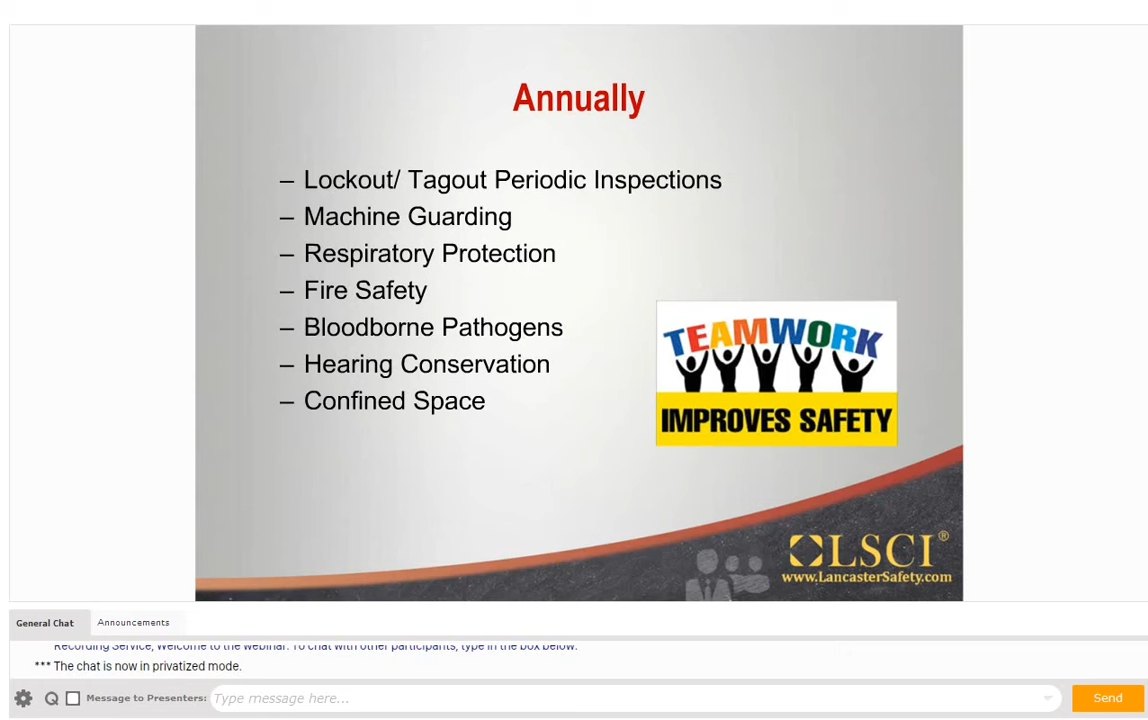 Annually
– Lockout/ Tagout Periodic Inspections
– Machine Guarding
– Respiratory Protection
– Fire Safety
– Bloodborne Pathogens
– Hearing Conservation
– Confined Space
TEAMWORK
IMPROVES SAFETY
LSCI®
www.LancasterSafety.com
General Chat
Announcements
Recording Service, Welcome to the webinar. To chat with other participants, type in the box below.
*** The chat is now in privatized mode.
Message to Presenters:
Type message here...
Send